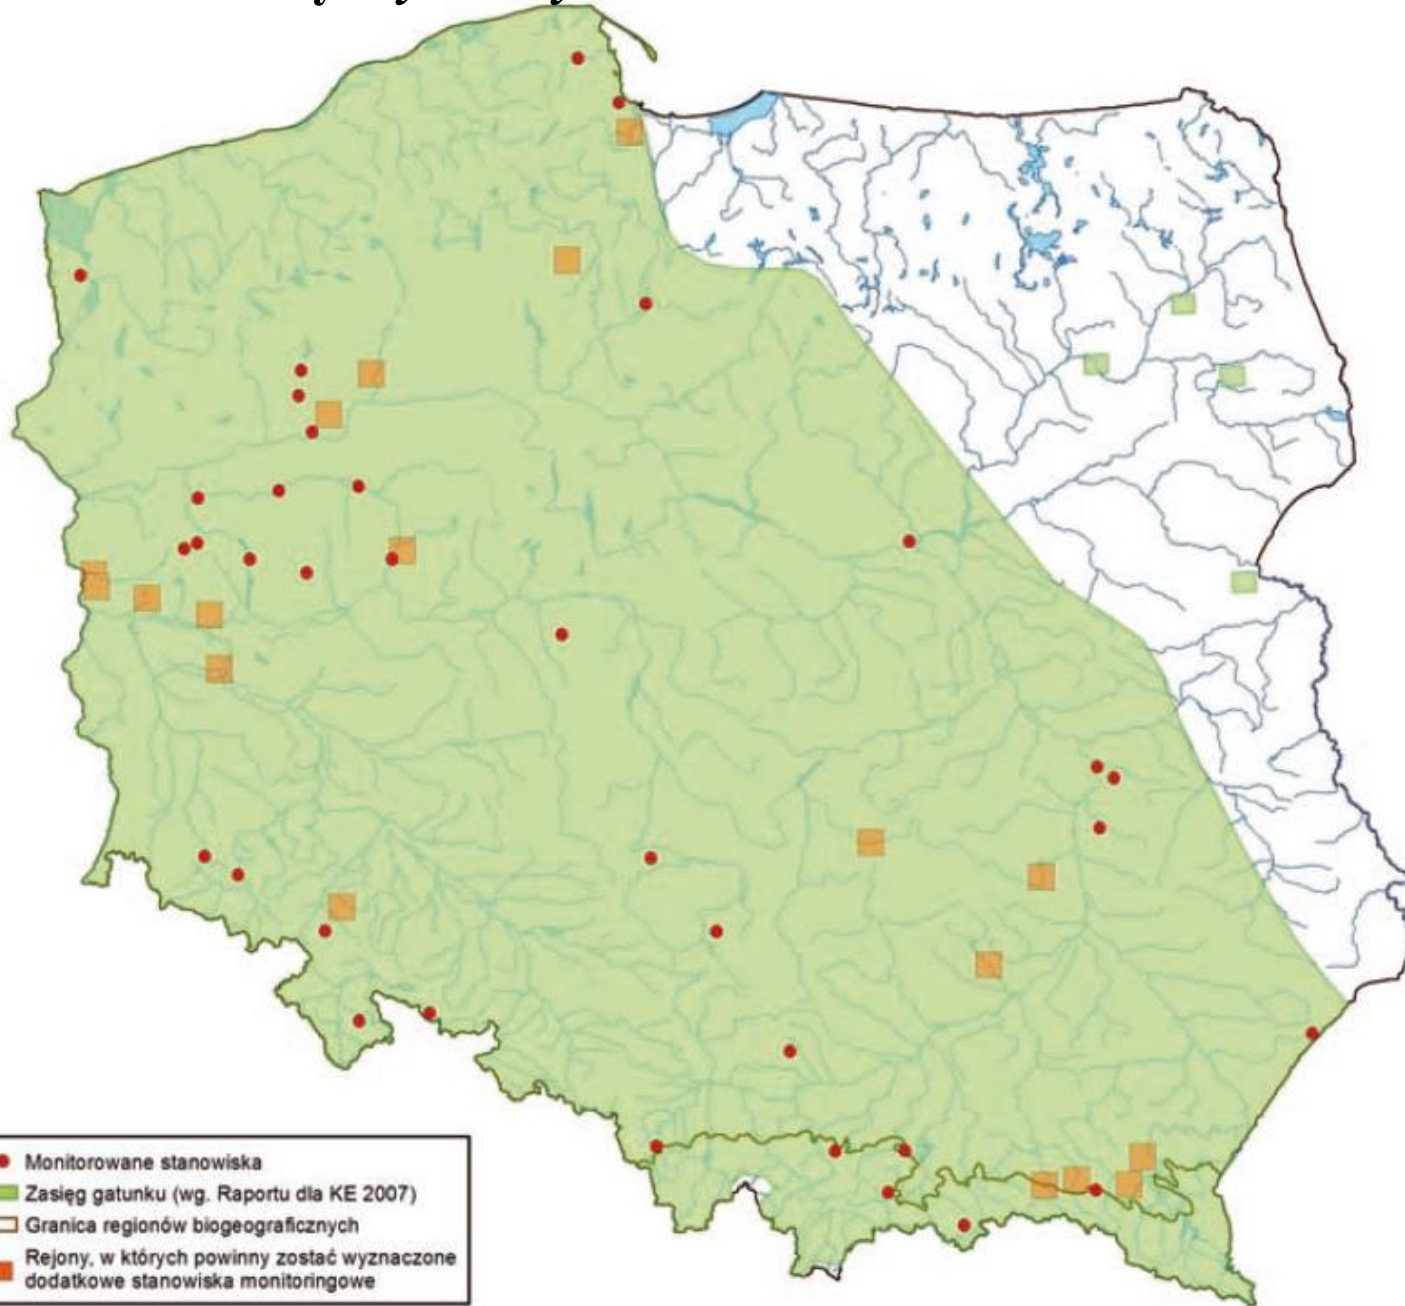 Monitorowane stanowiska
Zasięg gatunku (wg. Raportu dla KE 2007)
Granica regionów biogeograficznych
Rejony, w których powinny zostać wyznaczone
dodatkowe stanowiska monitoringowe